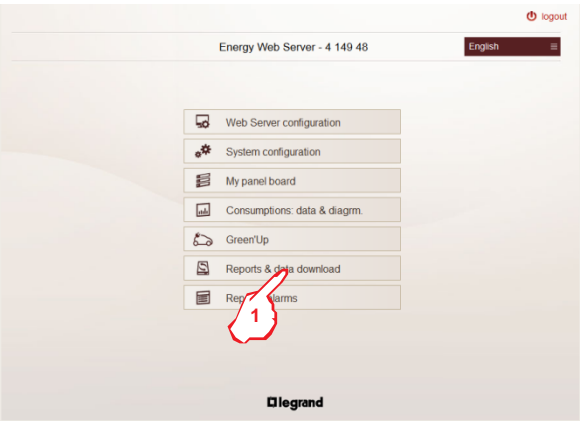 logout
Energy Web Server - 4 149 48
English
Web Server configuration
System configuration
My panel board
Consumptions: data & diagrm.
Green'Up
Reports & data download
1
legrand